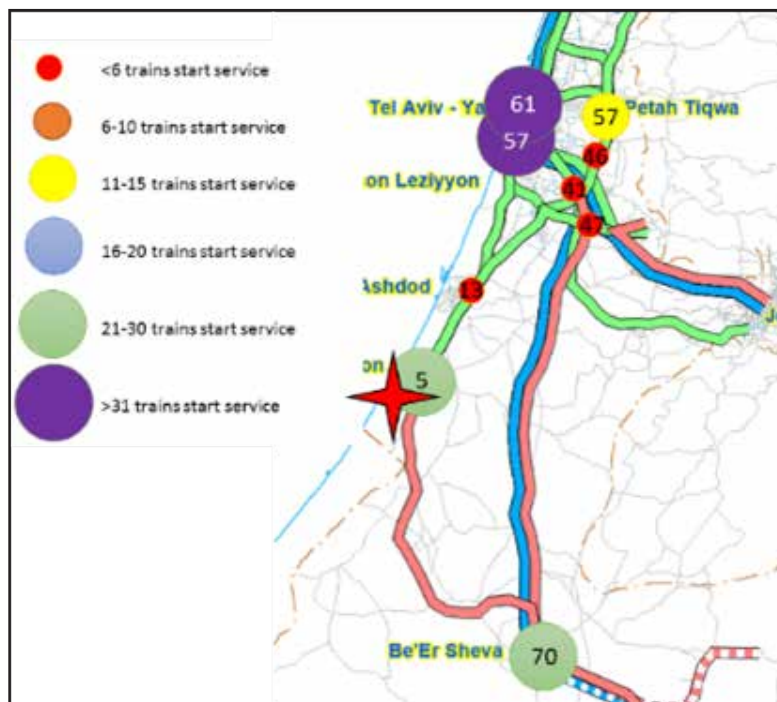 <6 trains start service
6-10 trains start service
11-15 trains start service
16-20 trains start service
21-30 trains start service
>31 trains start service
Tel Aviv - Ya
61
57
57
Petah Tiqwa
46
on Leziyyon
41
47
Ashdod
13
on
5
Be'Er Sheva
70